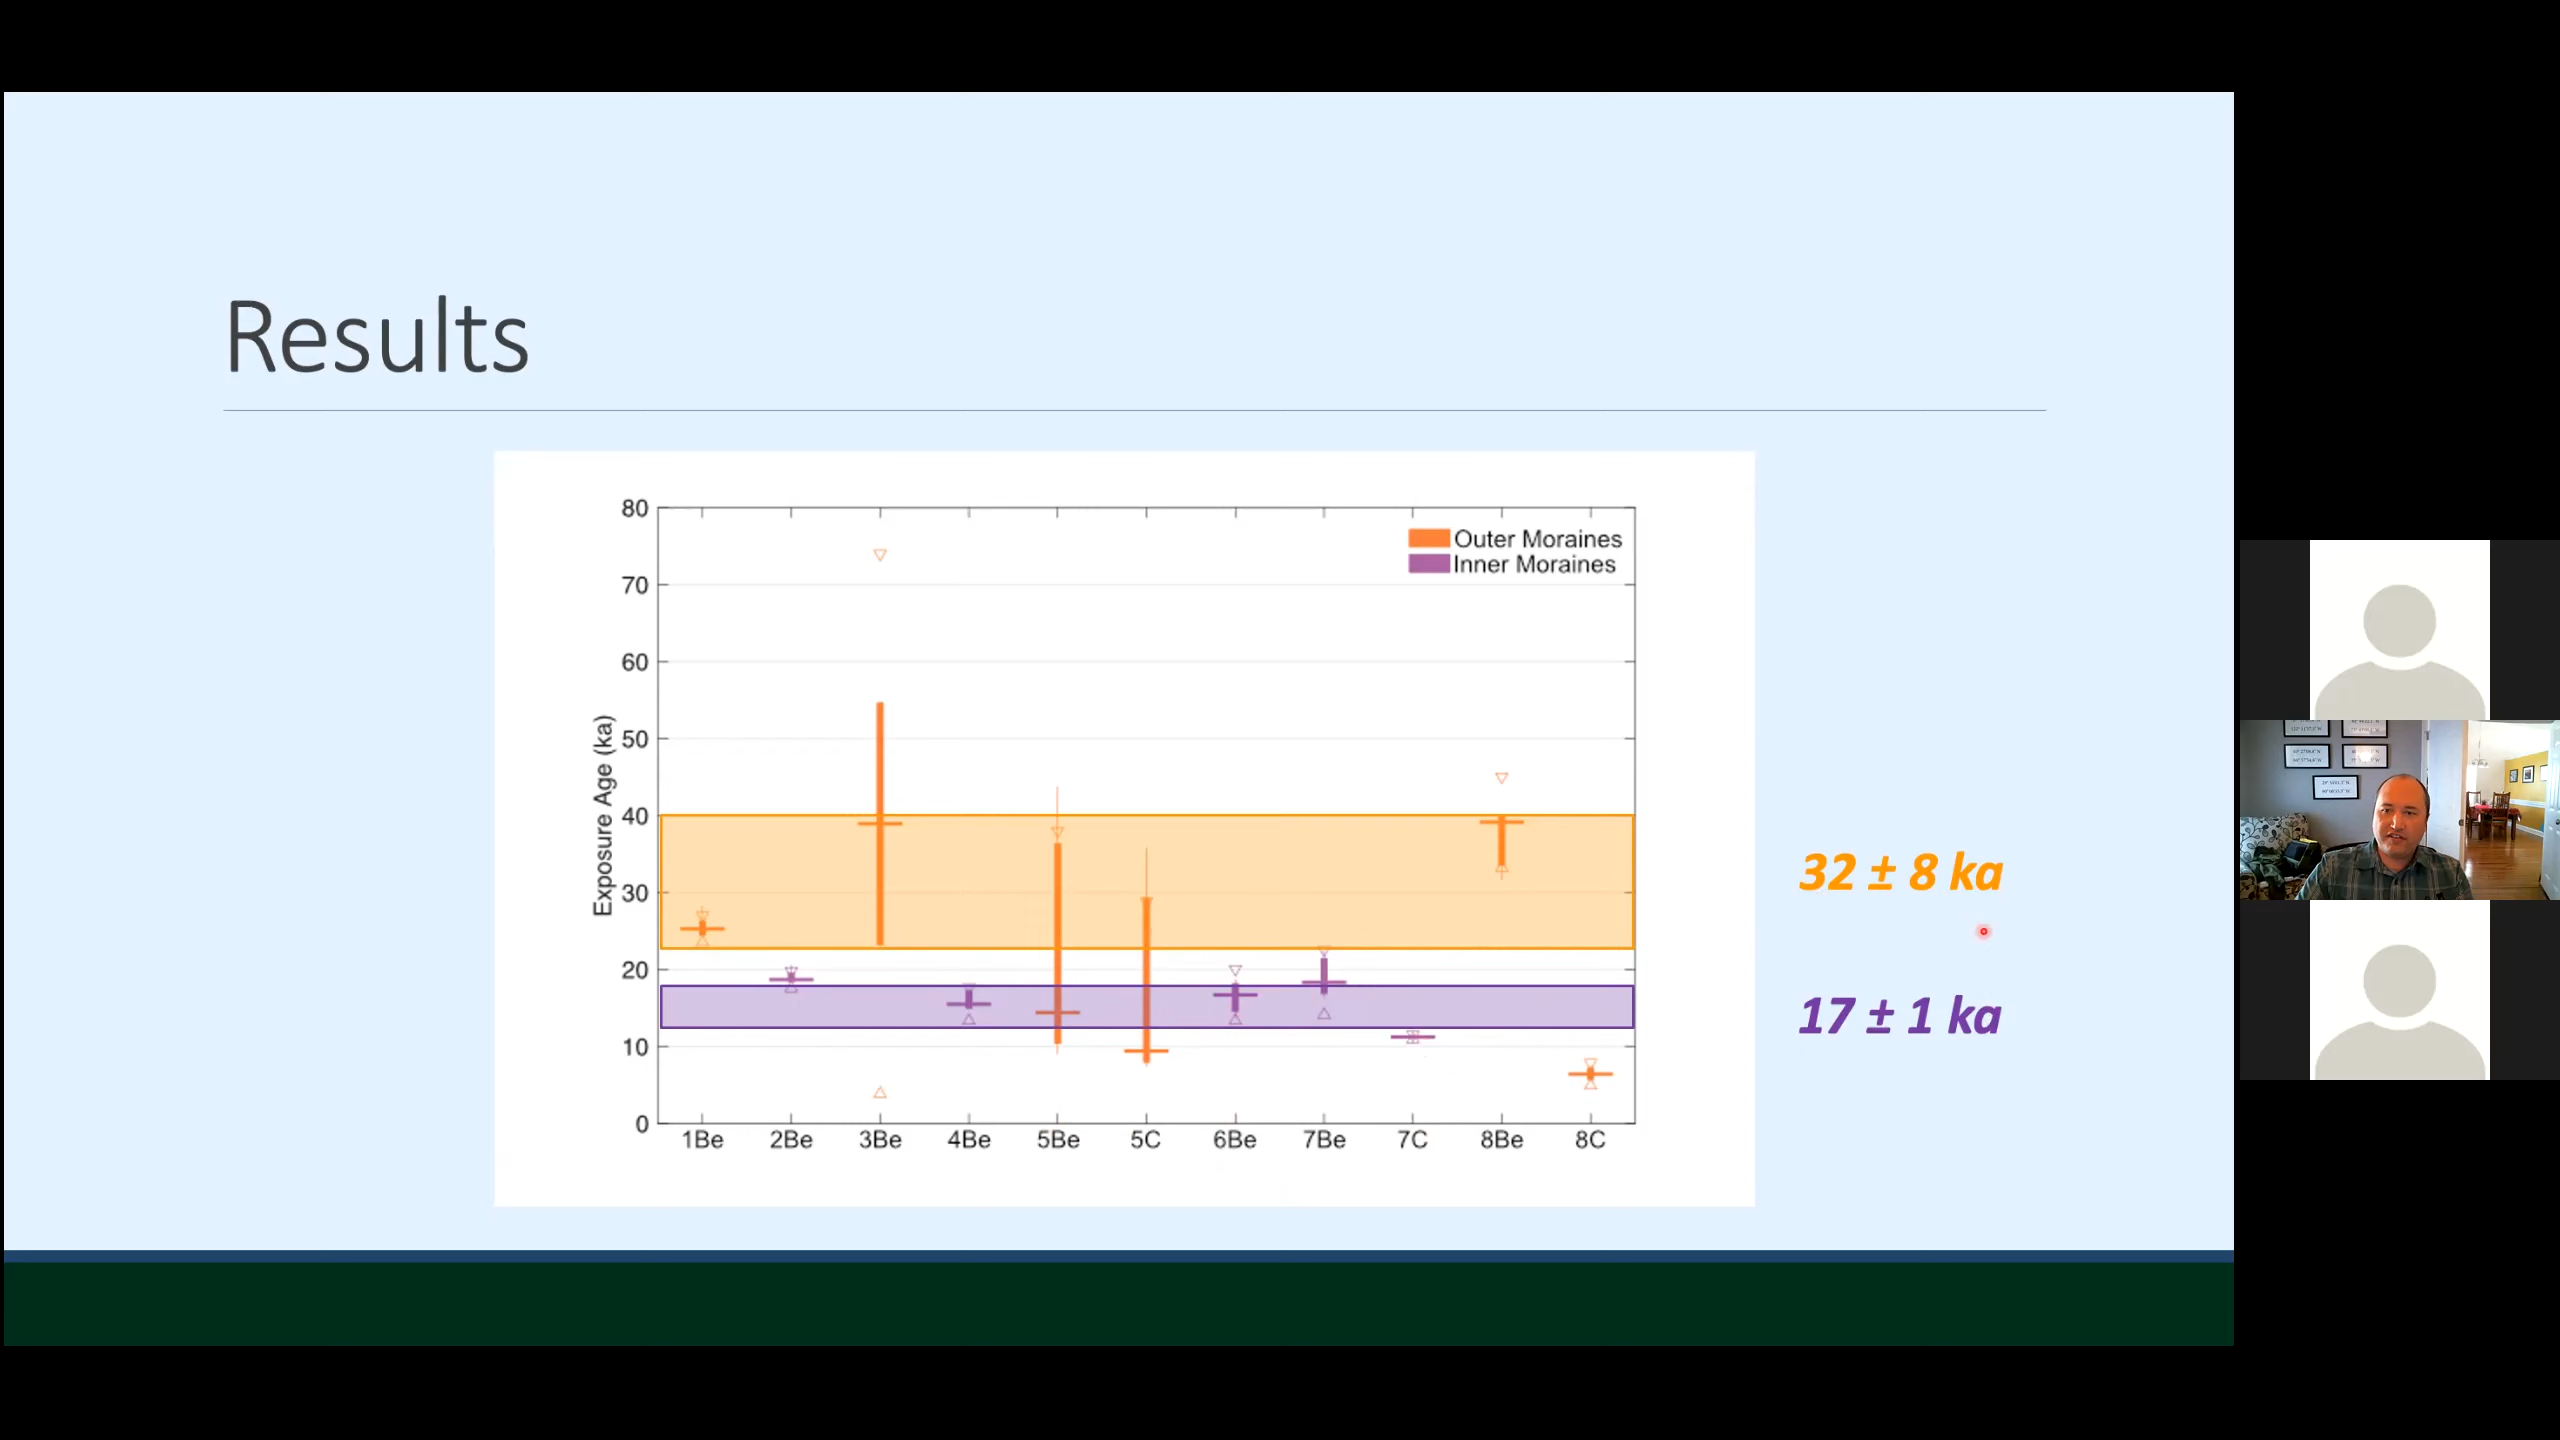 Results
80
70
60
50
40
30
20
10
0
Exposure Age (ka)
Outer Moraines
Inner Moraines
1Be 2Be 3Be 4Be 5Be 5C 6Be 7Be 7C 8Be 8C
32 ± 8 ka
17 ± 1 ka